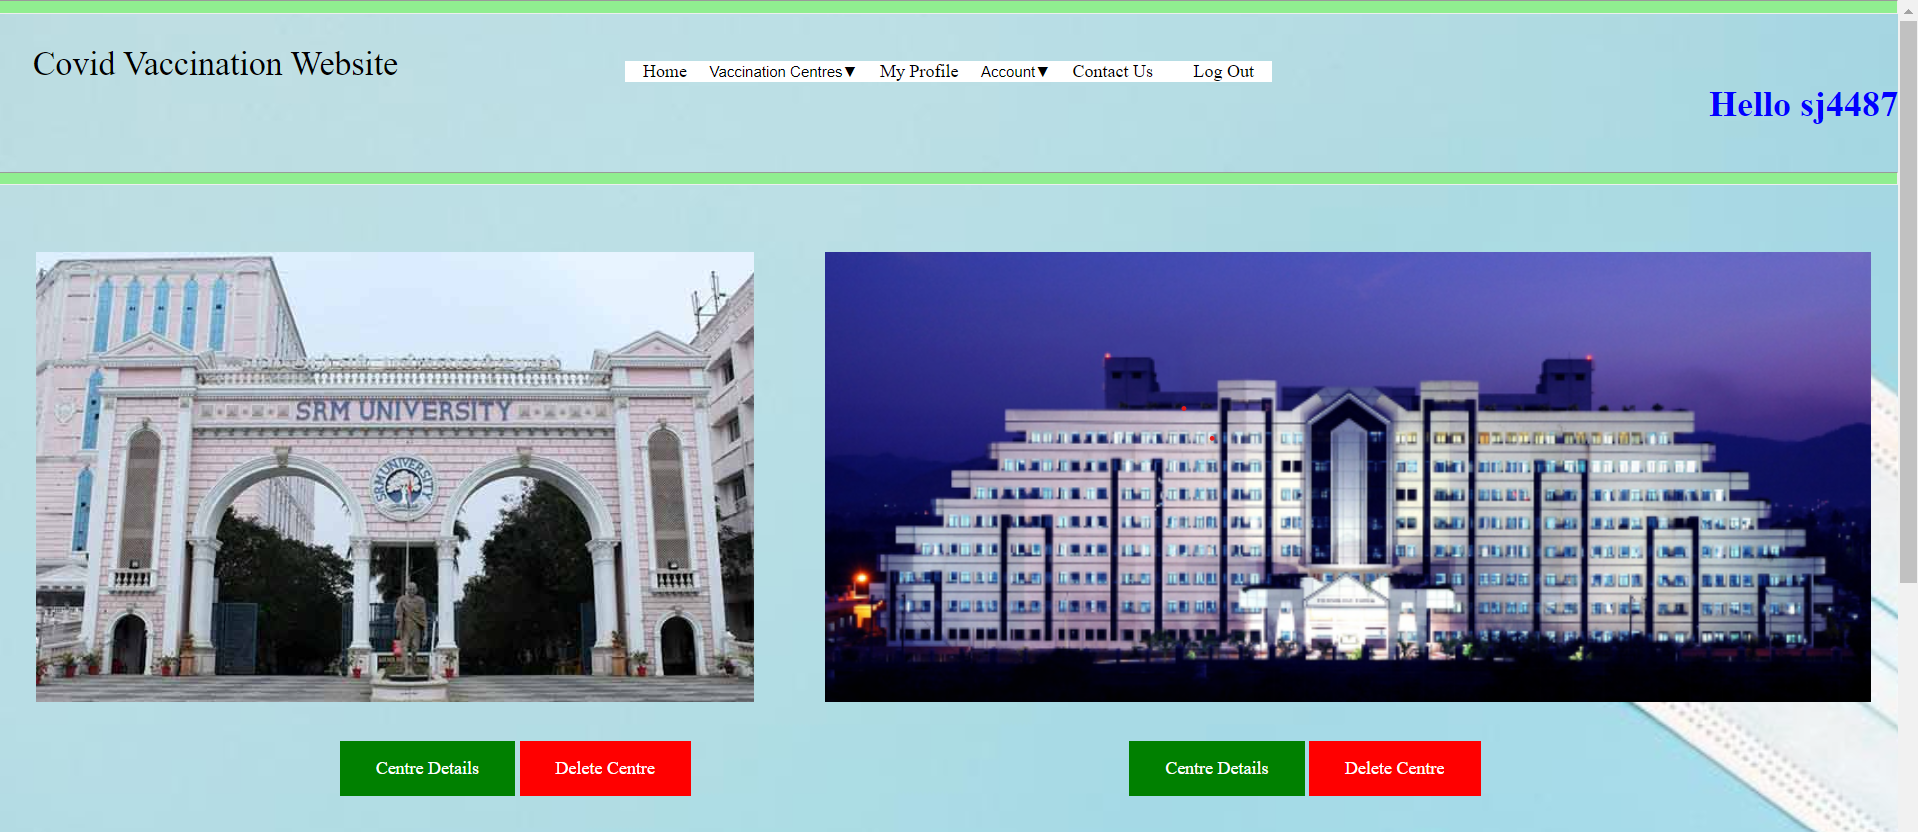 Covid Vaccination Website
Home Vaccination Centres▼ My Profile Account▼ Contact Us Log Out
Hello sj4487
SRM UNIVERSITY
SRM UNIVERSITY
Centre Details Delete Centre Centre Details Delete Centre